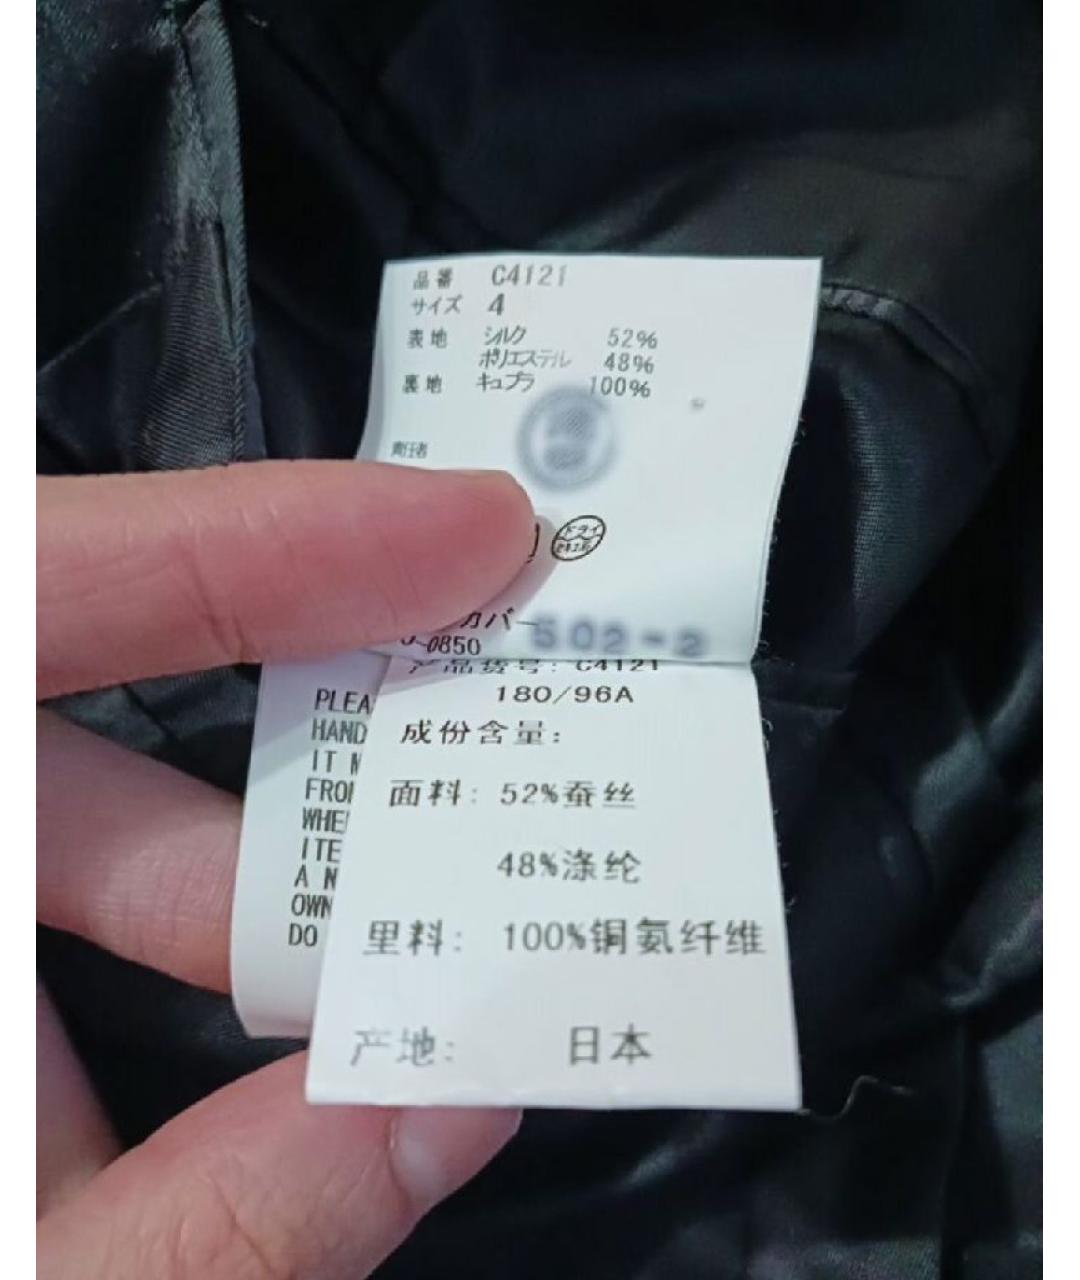 品番 C4121
サイズ 4
表地 シルク 52%
ポリエステル 48%
裏地 キュプラ 100%
責任者
ドライ
カバー
0850 502-2
产品货号: C4121
180/96A
成份含量:
面料: 52%蚕丝
48%涤纶
里料: 100%铜氨纤维
产地: 日本
PLEA
HAND
IT
FRO
WHE
ITE
A N
OWN
DO